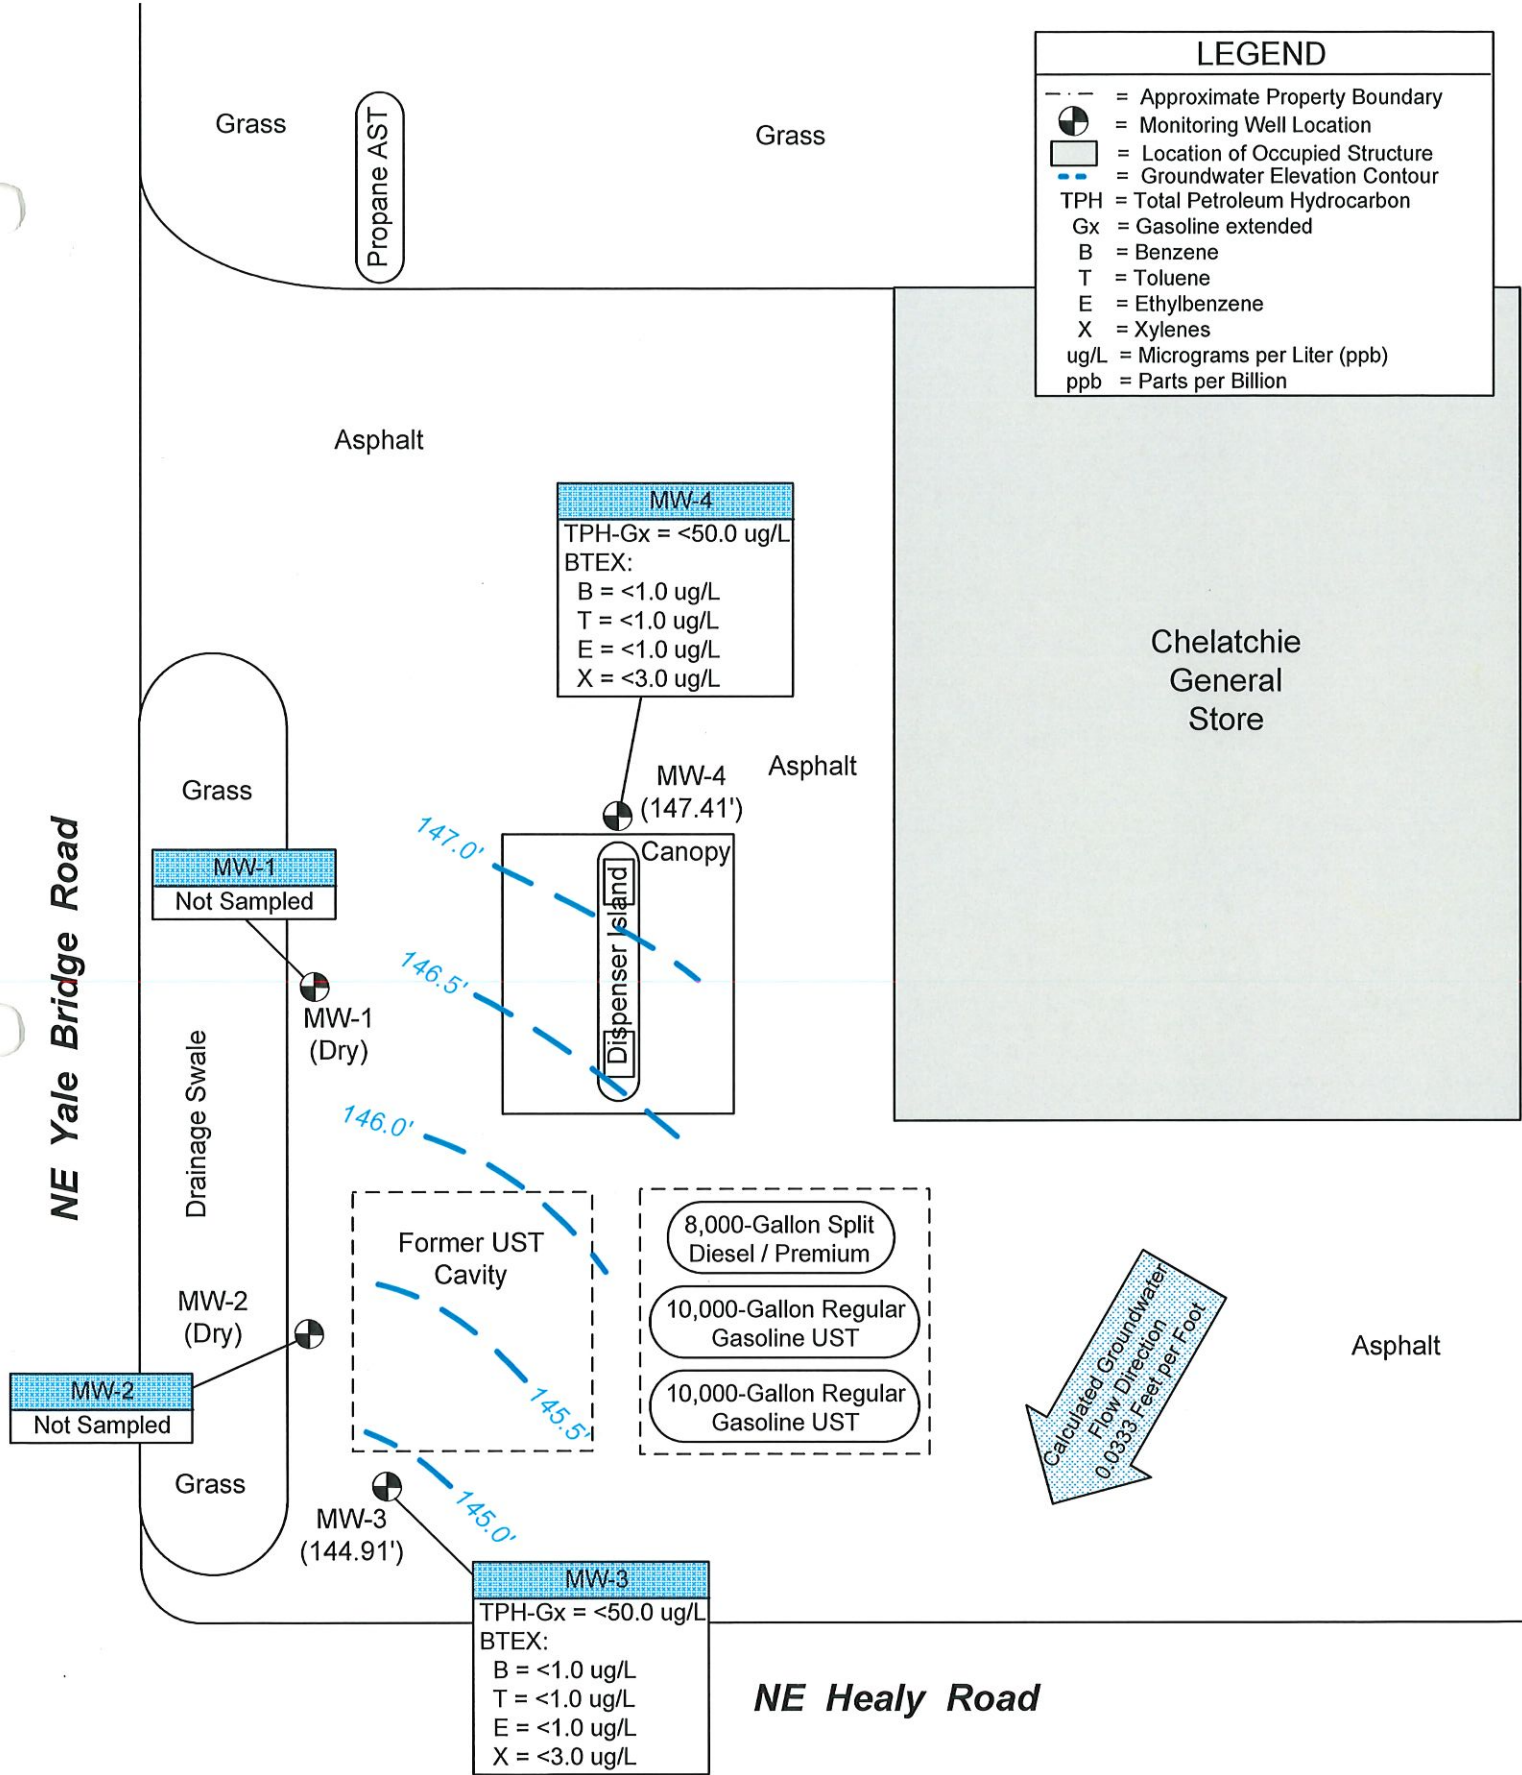 LEGEND
= Approximate Property Boundary
= Monitoring Well Location
= Location of Occupied Structure
= Groundwater Elevation Contour
TPH = Total Petroleum Hydrocarbon
Gx = Gasoline extended
B = Benzene
T = Toluene
E = Ethylbenzene
X = Xylenes
ug/L = Micrograms per Liter (ppb)
ppb = Parts per Billion
Grass
Propane AST
Grass
Asphalt
MW-4
TPH-Gx = <50.0 ug/L
BTEX:
B = <1.0 ug/L
T = <1.0 ug/L
E = <1.0 ug/L
X = <3.0 ug/L
Chelatchie
General
Store
MW-4
(147.41')
Asphalt
Grass
147.0'
Canopy
Dispenser Island
MW-1
Not Sampled
146.5'
MW-1
(Dry)
NE Yale Bridge Road
Drainage Swale
146.0'
Former UST
Cavity
8,000-Gallon Split
Diesel / Premium
10,000-Gallon Regular
Gasoline UST
10,000-Gallon Regular
Gasoline UST
MW-2
(Dry)
MW-2
Not Sampled
145.5'
Calculated Groundwater
Flow Direction
0.0333 Feet per Foot
Asphalt
Grass
MW-3
(144.91')
145.0'
MW-3
TPH-Gx = <50.0 ug/L
BTEX:
B = <1.0 ug/L
T = <1.0 ug/L
E = <1.0 ug/L
X = <3.0 ug/L
NE Healy Road